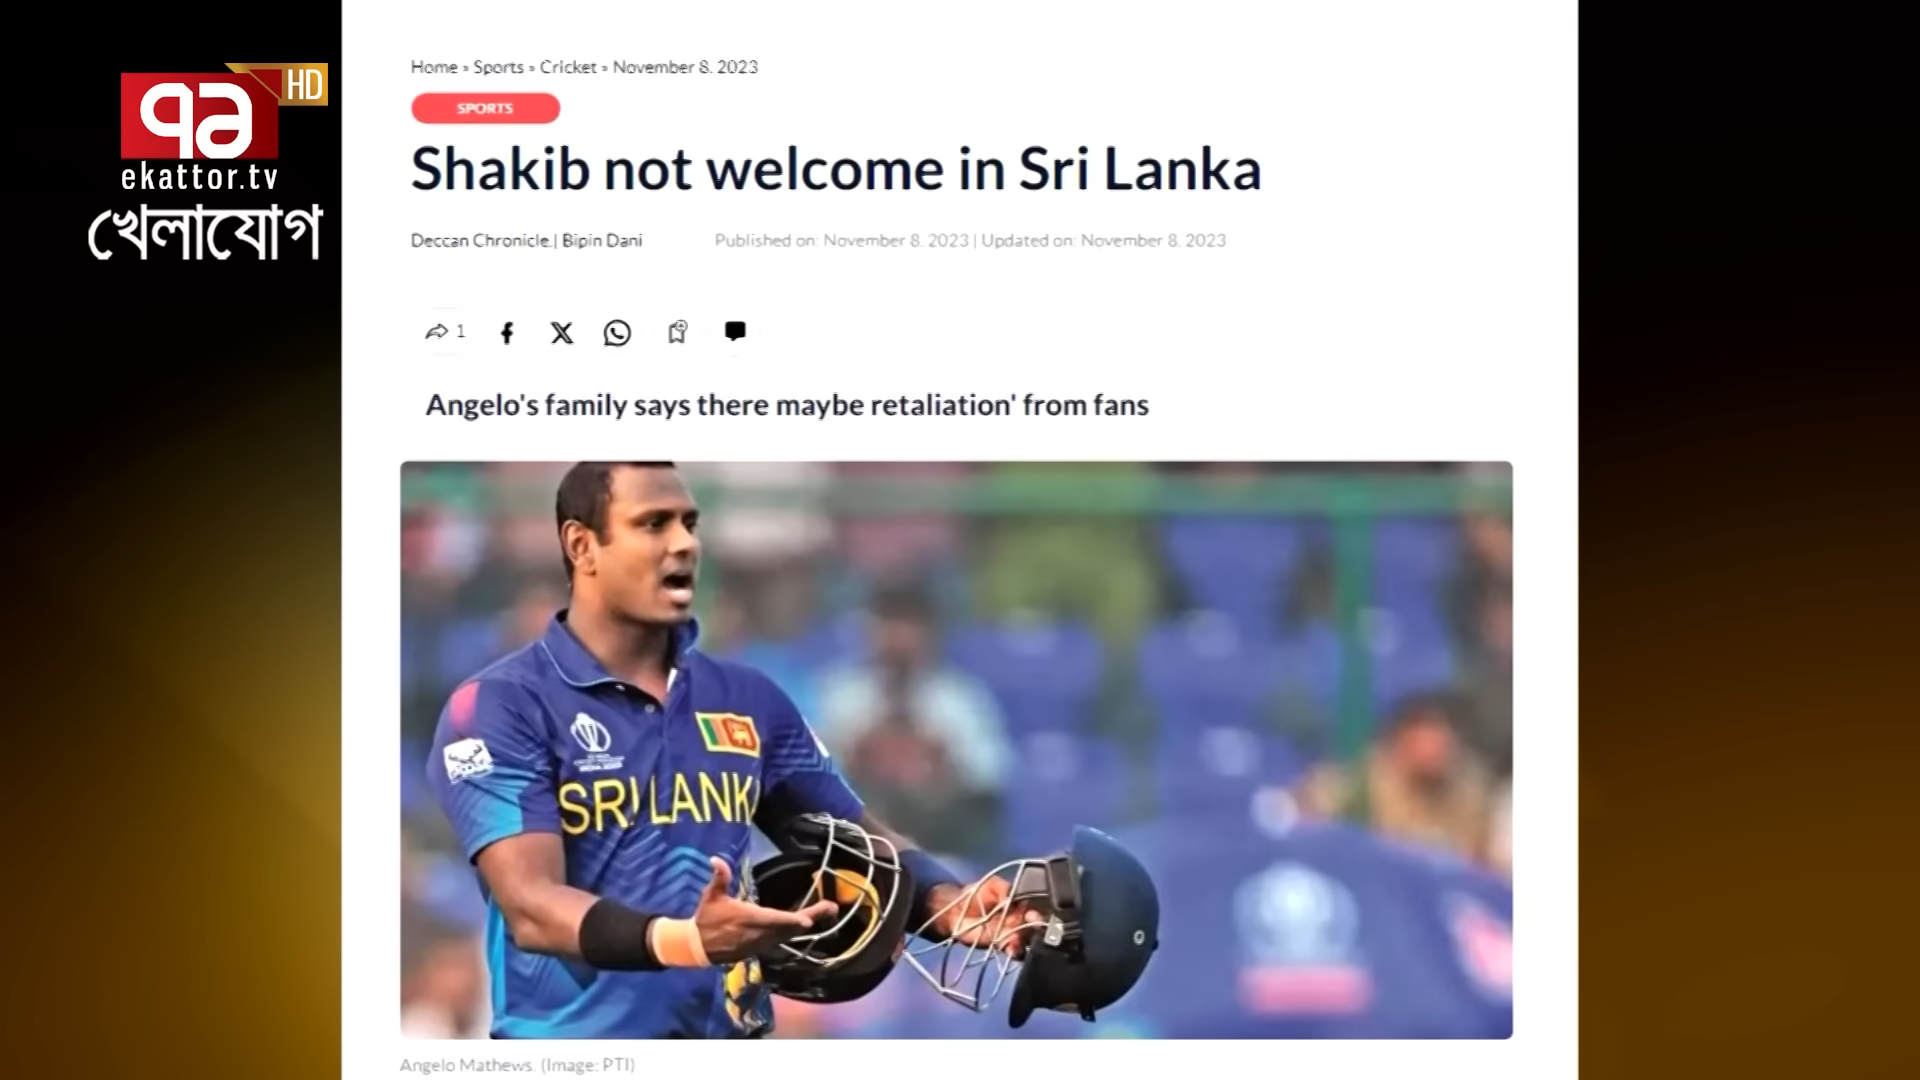 HD
৭১
ekattor.tv
খেলাযোগ
Home » Sports » Cricket » November 8, 2023
SPORTS
Shakib not welcome in Sri Lanka
Deccan Chronicle.| Bipin Dani
Published on: November 8, 2023 | Updated on: November 8, 2023
1
Angelo's family says there maybe retaliation' from fans
SRI LANK
Angelo Mathews. (Image: PTI)